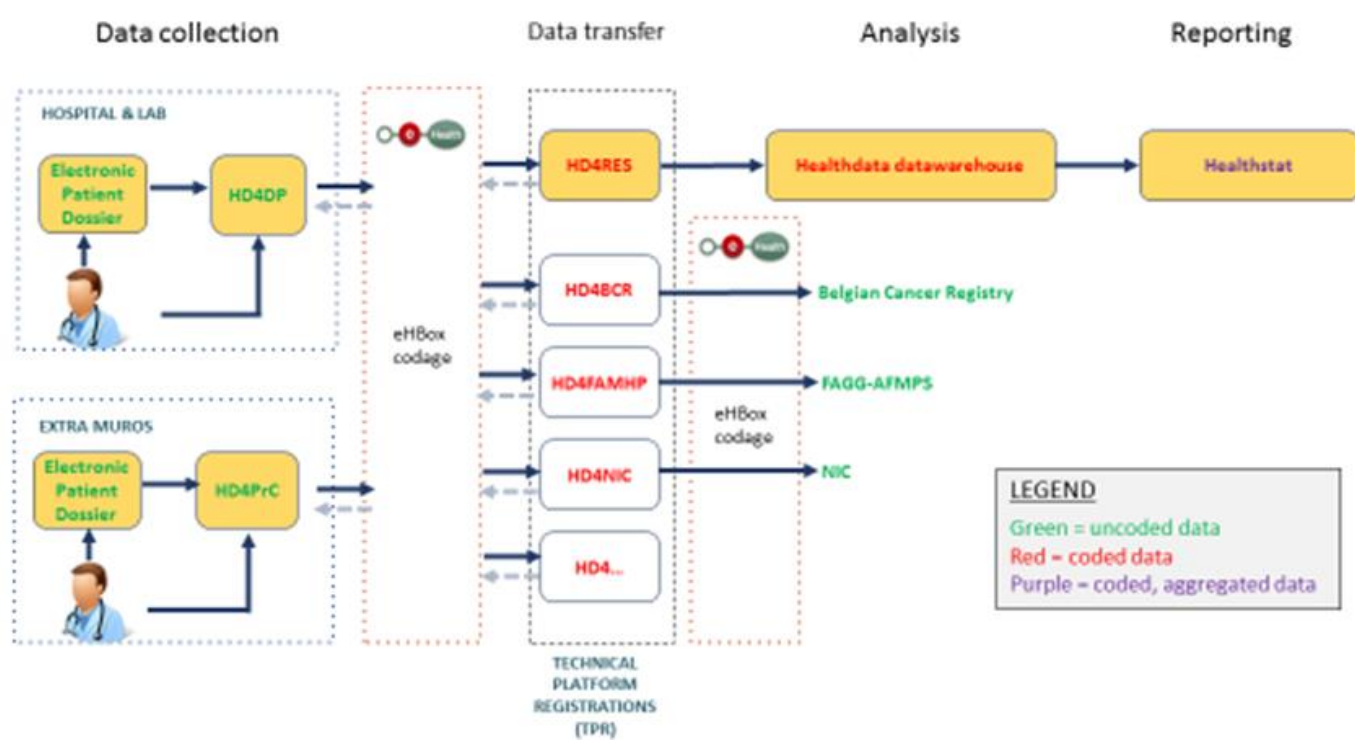 Data collection
Data transfer
Analysis
Reporting
HOSPITAL & LAB
Electronic
Patient
Dossier
HD4DP
e
Health
eHBox
codage
HD4RES
Healthdata datawarehouse
Healthstat
e
Health
HD4BCR
Belgian Cancer Registry
HD4FAMHP
FAGG-AFMPS
eHBox
codage
EXTRA MUROS
Electronic
Patient
Dossier
HD4PrC
HD4NIC
NIC
HD4...
TECHNICAL
PLATFORM
REGISTRATIONS
(TPR)
LEGEND
Green = uncoded data
Red = coded data
Purple = coded, aggregated data